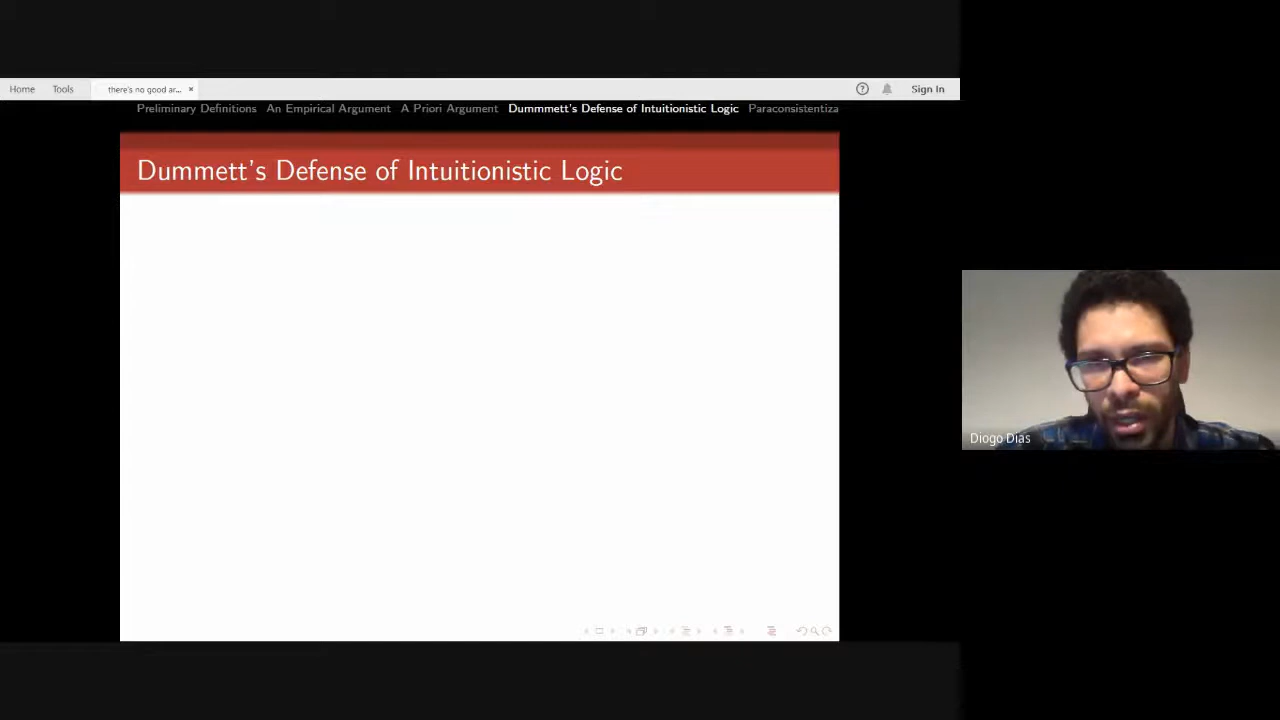 Home Tools there's no good ar... × ? Sign In
Preliminary Definitions An Empirical Argument A Priori Argument Dummmett's Defense of Intuitionistic Logic Paraconsistentiza
Dummett's Defense of Intuitionistic Logic
Diogo Dias